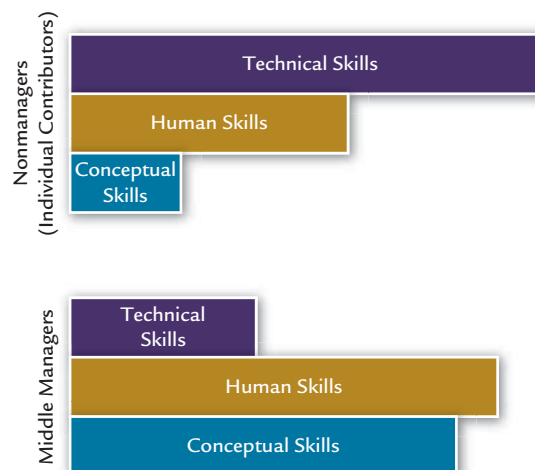 Nonmanagers
(Individual Contributors)
Technical Skills
Human Skills
Conceptual
Skills
Middle Managers
Technical
Skills
Human Skills
Conceptual Skills